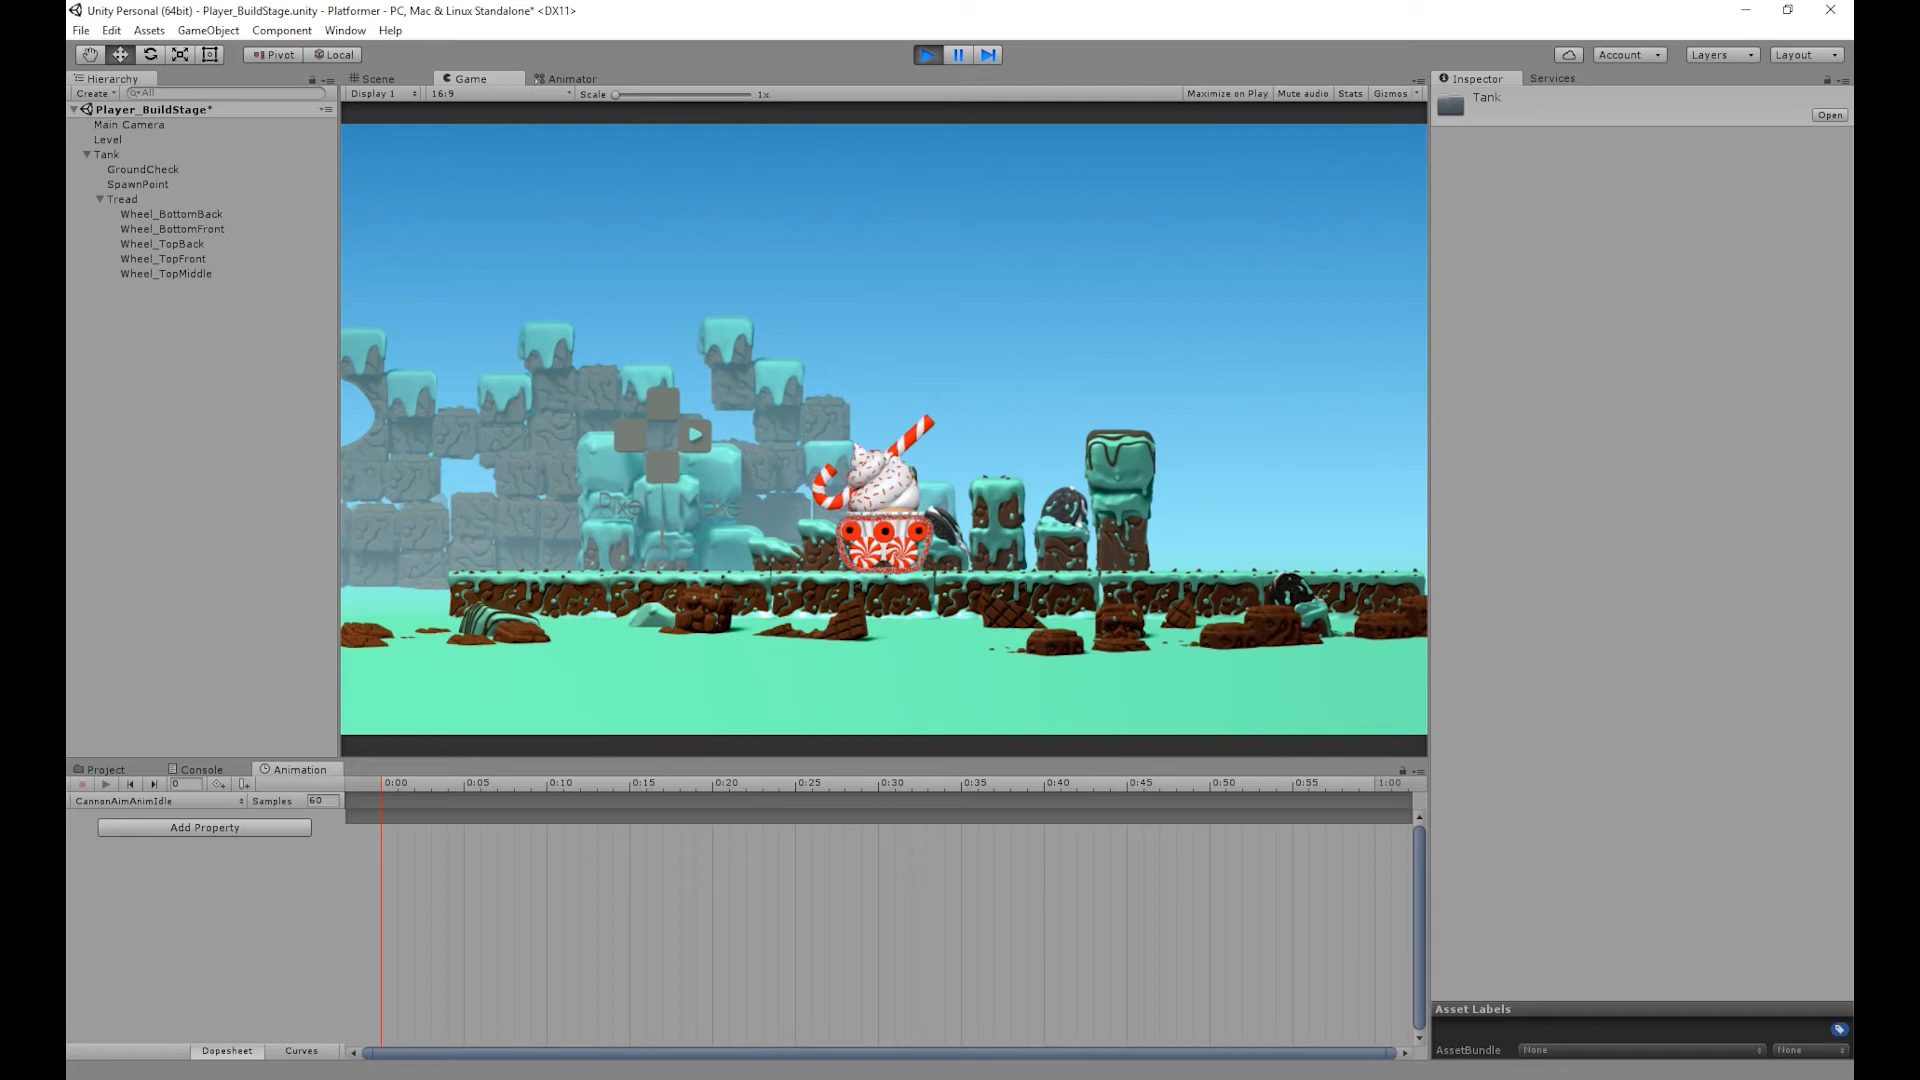 Unity Personal (64bit) - Player_BuildStage.unity - Platformer - PC, Mac & Linux Standalone* <DX11>
File Edit Assets GameObject Component Window Help
Pivot Local
Account Layers Layout
Hierarchy
Scene Game Animator
Inspector Services
Create All
Display 1 16:9 Scale 1x
Maximize on Play Mute audio Stats Gizmos
Tank
Open
Player_BuildStage*
Main Camera
Level
Tank
GroundCheck
SpawnPoint
Tread
Wheel_BottomBack
Wheel_BottomFront
Wheel_TopBack
Wheel_TopFront
Wheel_TopMiddle
Project Console Animation
0
0:00 0:05 0:10 0:15 0:20 0:25 0:30 0:35 0:40 0:45 0:50 0:55 1:00
CannonAimAnimIdle Samples 60
Add Property
Dopesheet Curves
Asset Labels
AssetBundle None None